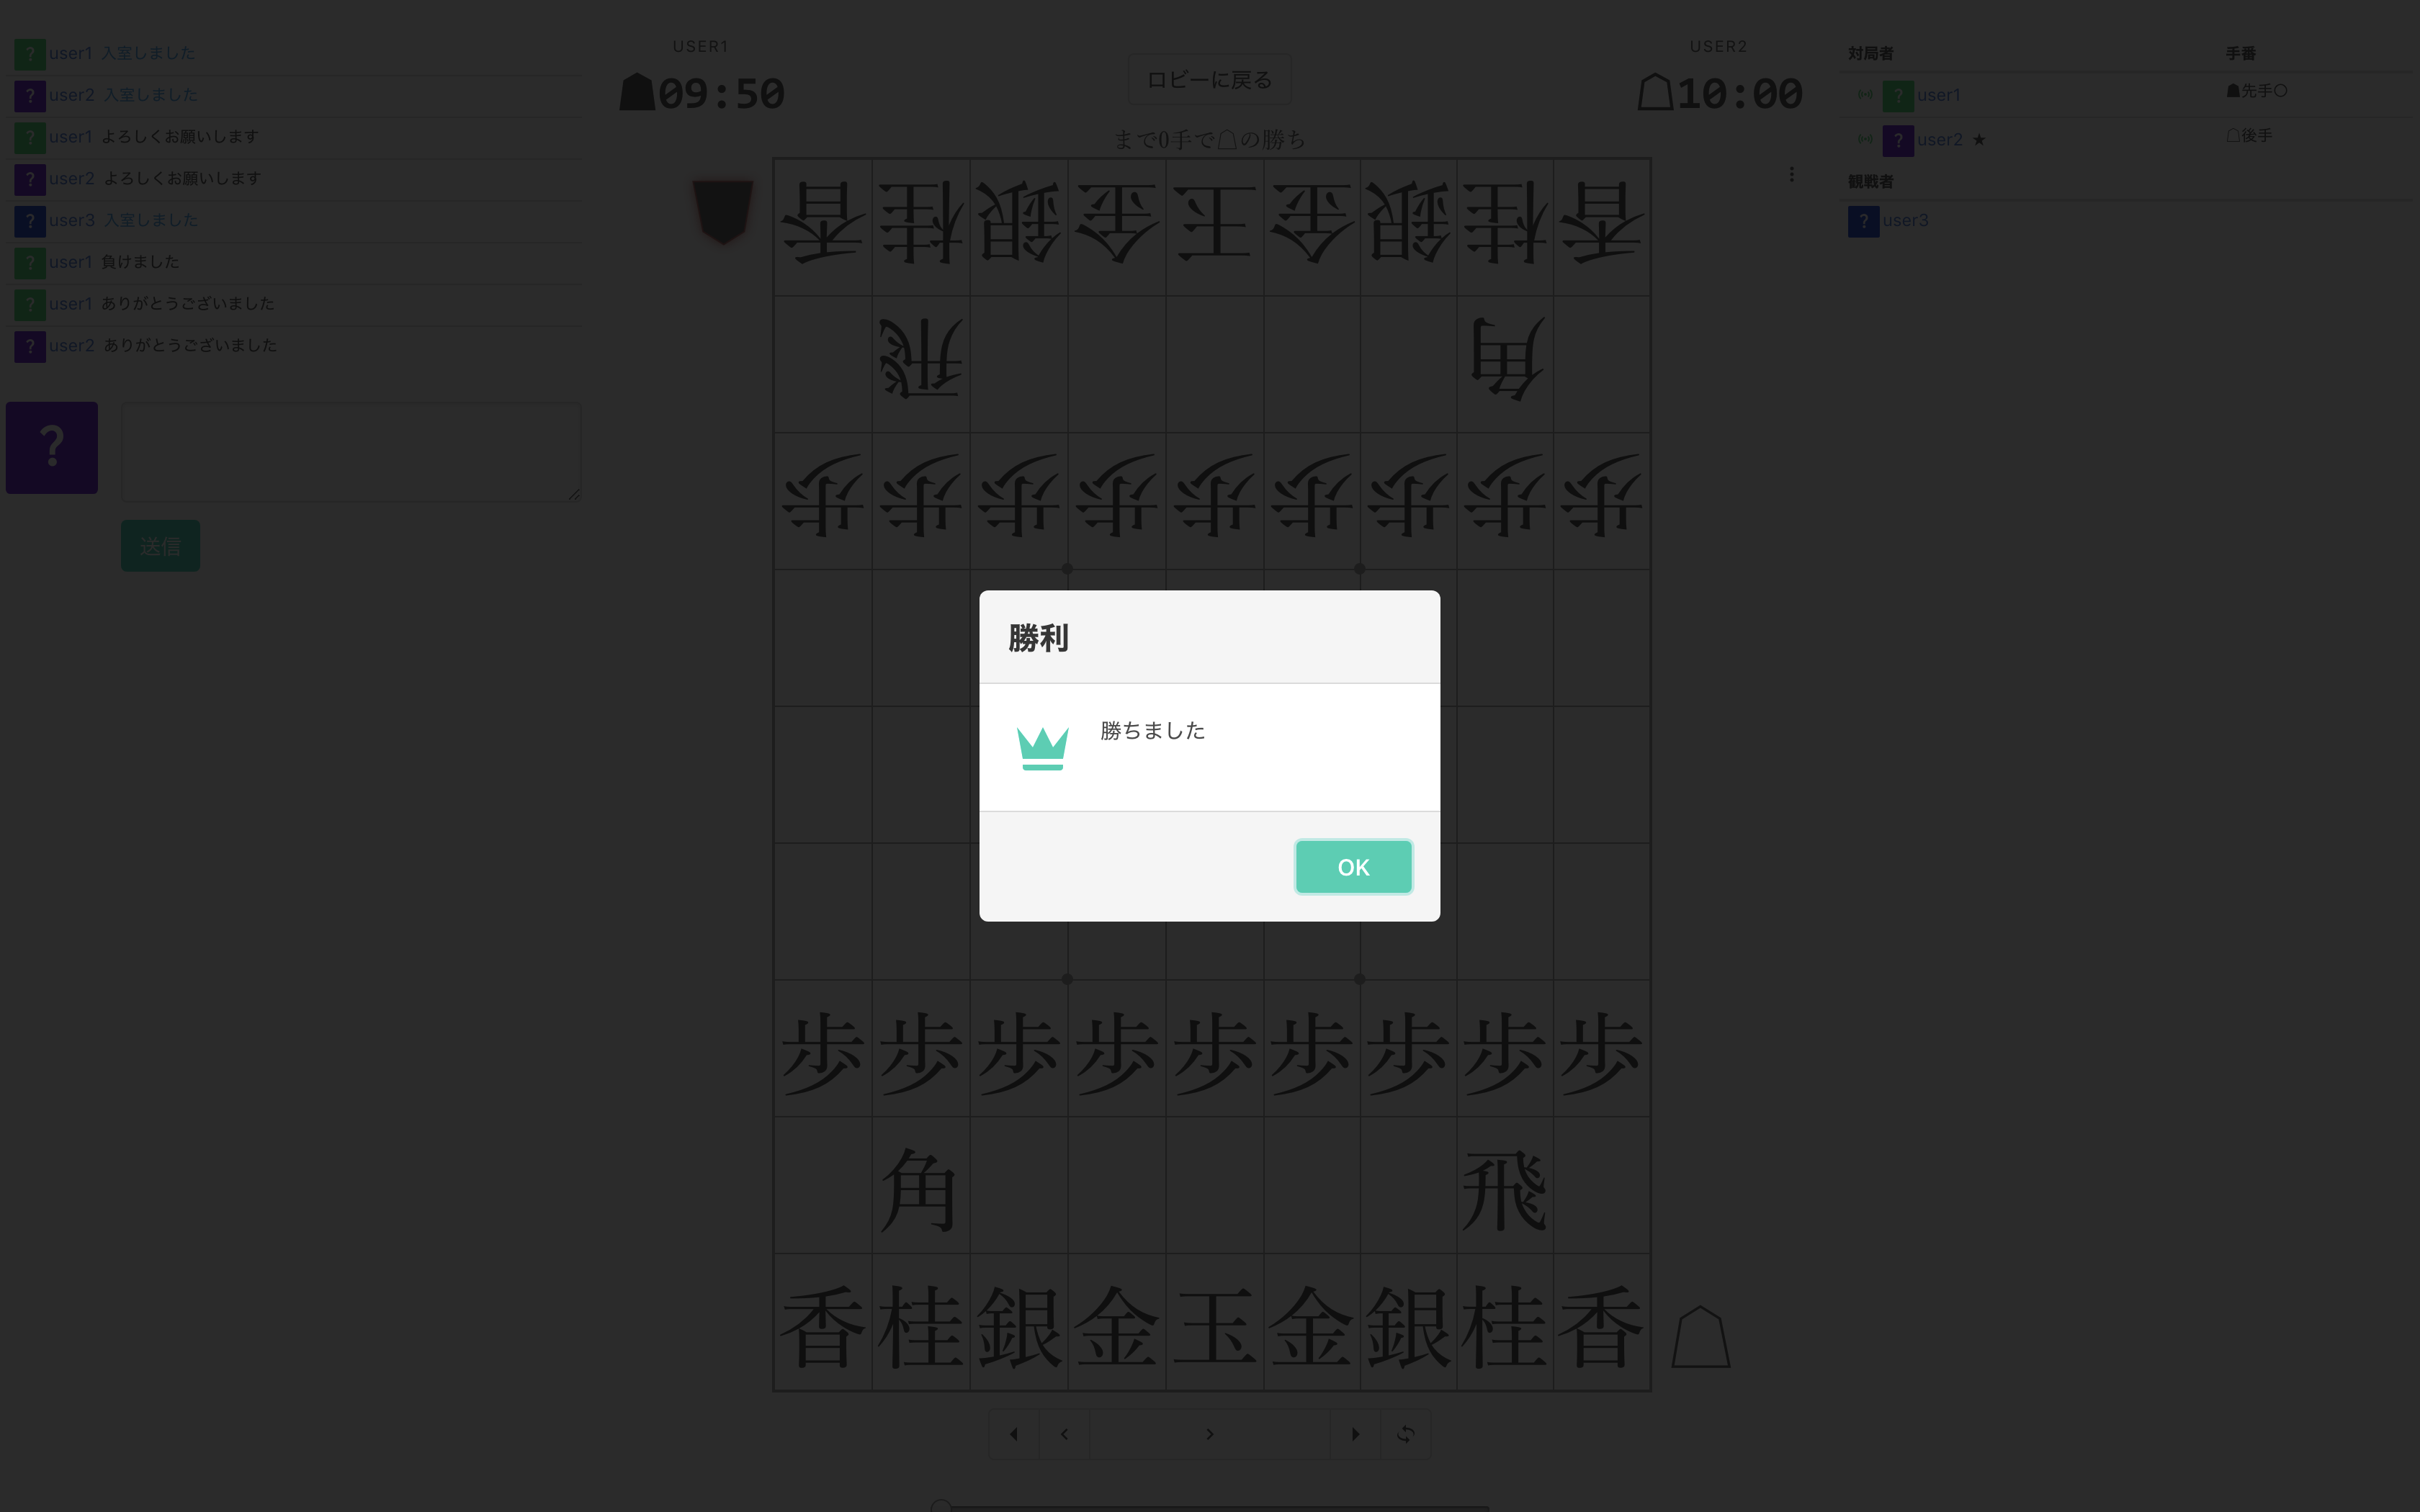 user1 入室しました
user2 入室しました
user1 よろしくお願いします
user2 よろしくお願いします
user3 入室しました
user1 負けました
user1 ありがとうございました
user2 ありがとうございました
?
送信
USER1
☗09:50
ロビーに戻る
USER2
☖10:00
まで0手で☖の勝ち
香桂銀金王金銀桂香
飛角
歩歩歩歩歩歩歩歩歩
勝利
勝ちました
OK
歩歩歩歩歩歩歩歩歩
角飛
香桂銀金王金銀桂香
対局者 手番
user1 ☗先手○
user2 ★ ☖後手
観戦者
user3